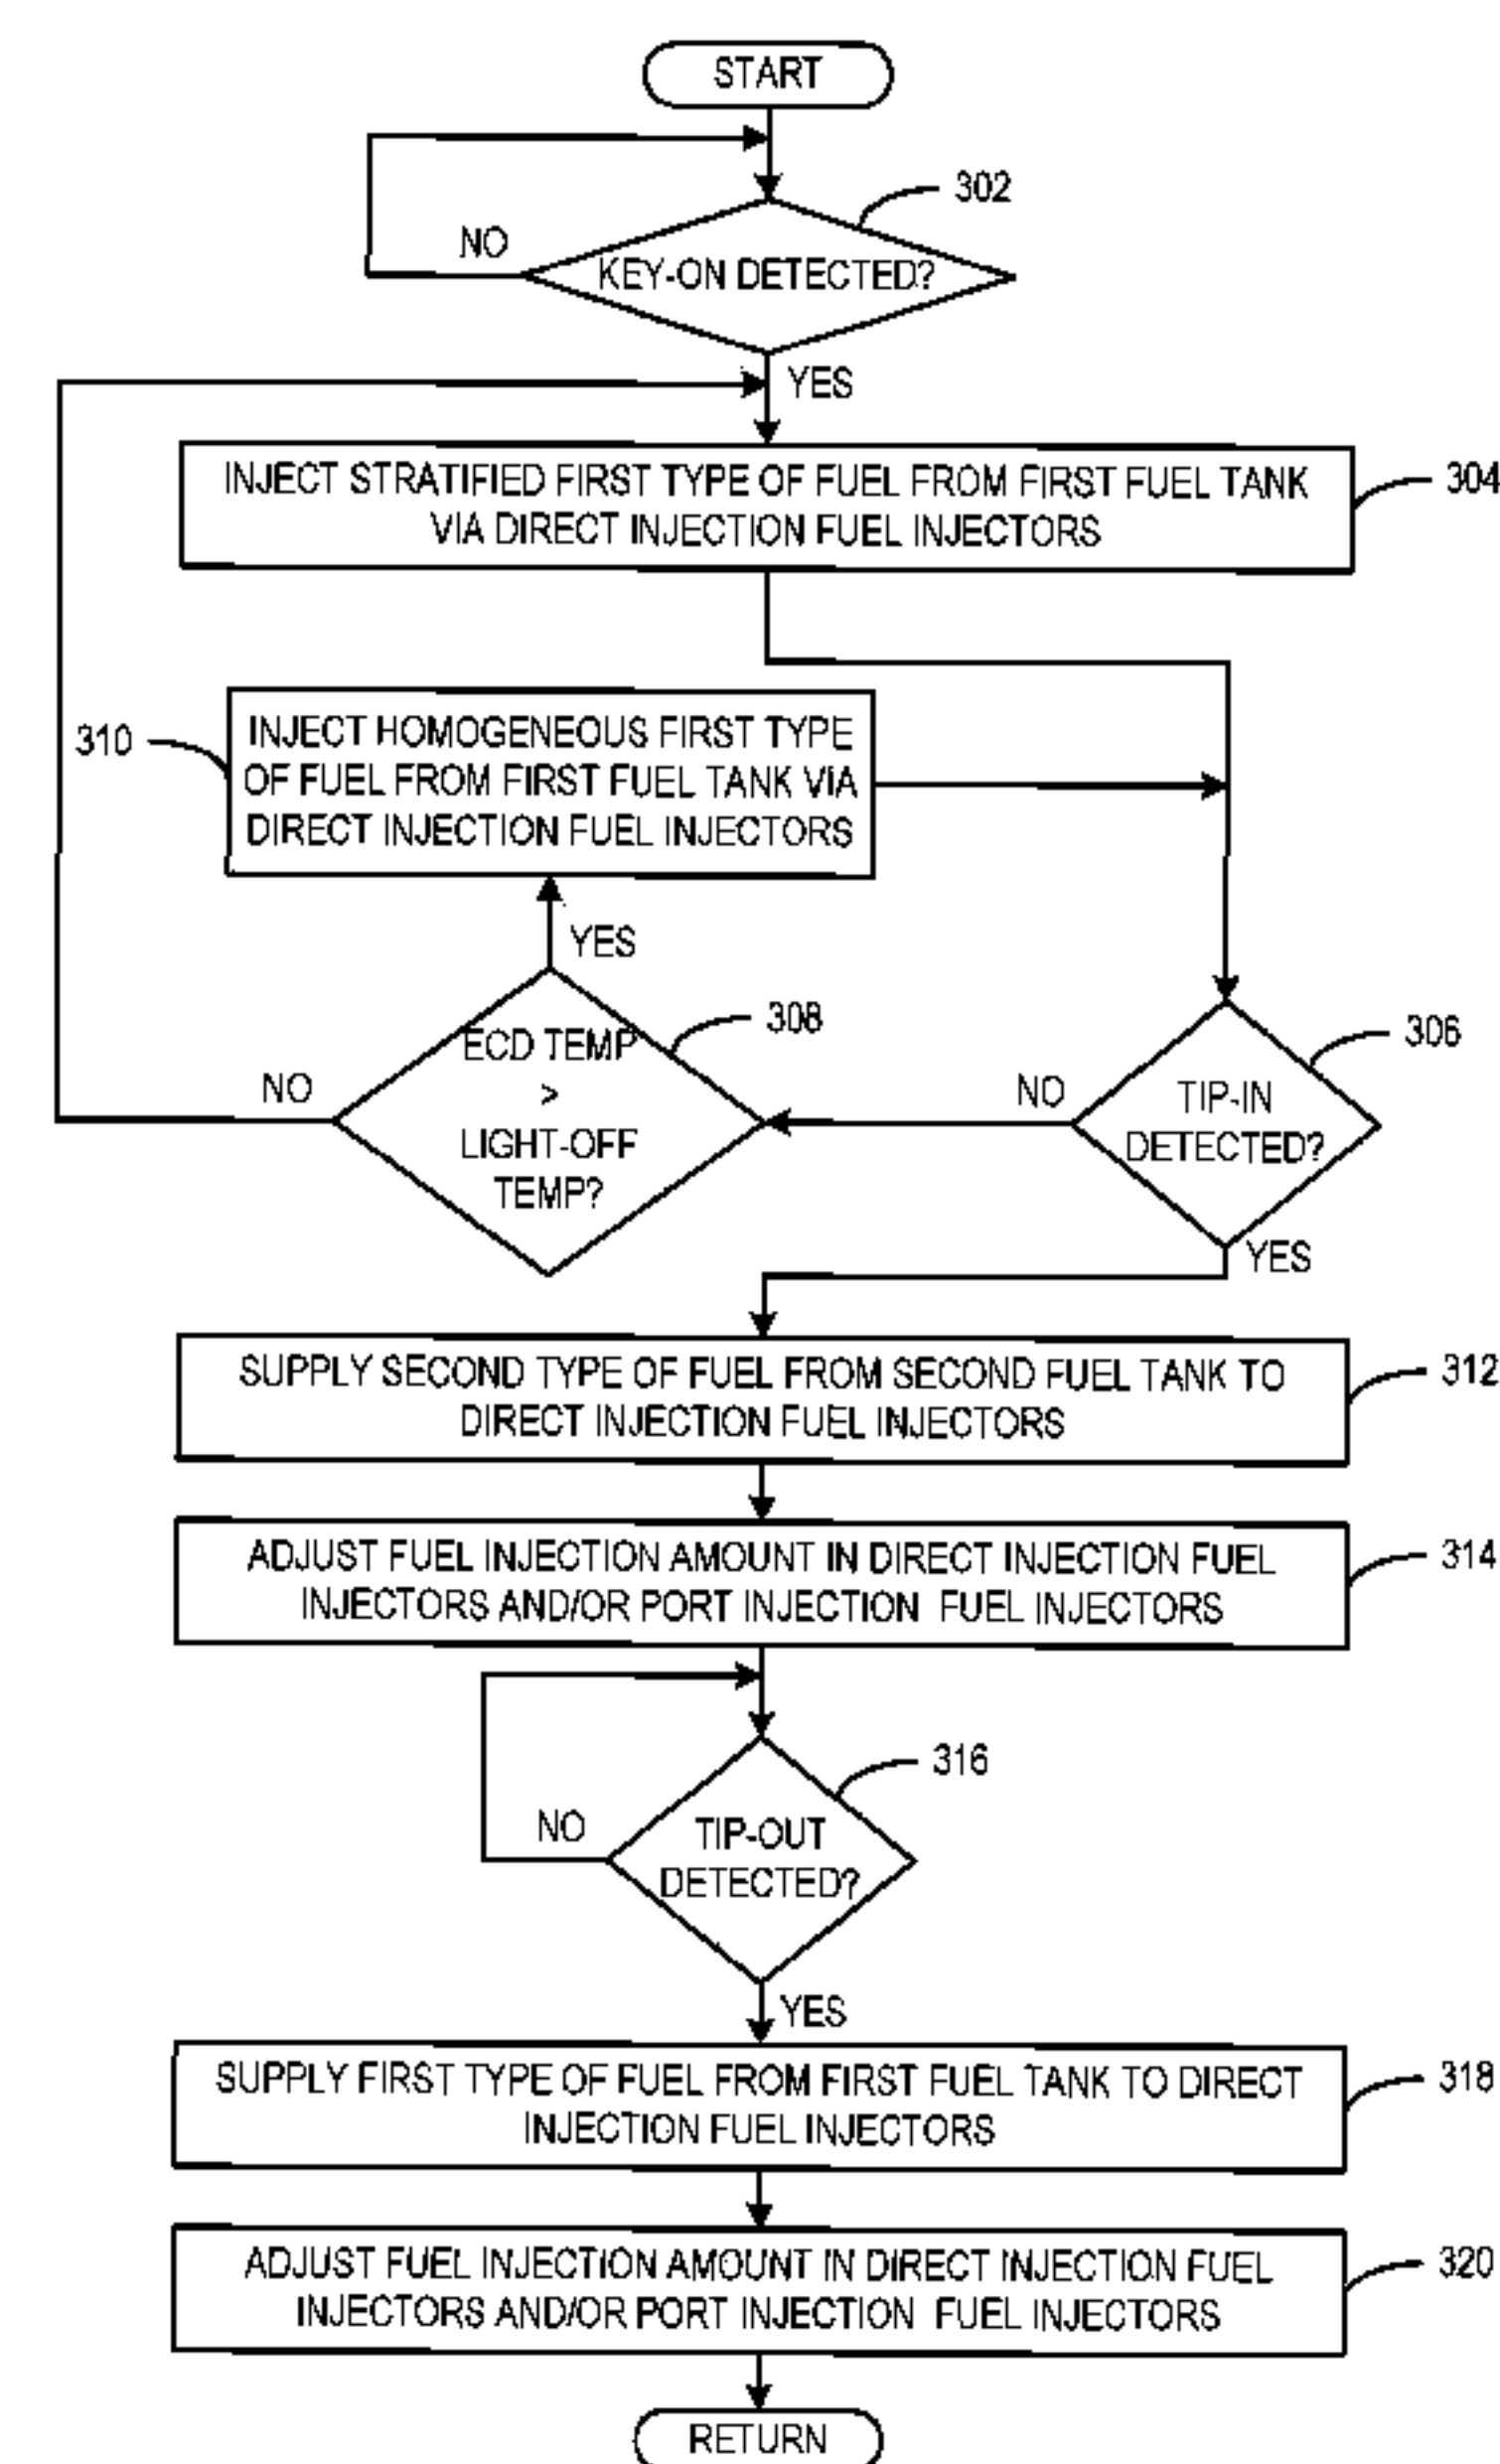 START
302
NO
KEY-ON DETECTED?
YES
INJECT STRATIFIED FIRST TYPE OF FUEL FROM FIRST FUEL TANK
VIA DIRECT INJECTION FUEL INJECTORS
304
310
INJECT HOMOGENEOUS FIRST TYPE
OF FUEL FROM FIRST FUEL TANK VIA
DIRECT INJECTION FUEL INJECTORS
YES
308
ECD TEMP
>
LIGHT-OFF
TEMP?
NO
306
NO
TIP-IN
DETECTED?
YES
SUPPLY SECOND TYPE OF FUEL FROM SECOND FUEL TANK TO
DIRECT INJECTION FUEL INJECTORS
312
ADJUST FUEL INJECTION AMOUNT IN DIRECT INJECTION FUEL
INJECTORS AND/OR PORT INJECTION FUEL INJECTORS
314
316
NO
TIP-OUT
DETECTED?
YES
SUPPLY FIRST TYPE OF FUEL FROM FIRST FUEL TANK TO DIRECT
INJECTION FUEL INJECTORS
318
ADJUST FUEL INJECTION AMOUNT IN DIRECT INJECTION FUEL
INJECTORS AND/OR PORT INJECTION FUEL INJECTORS
320
RETURN